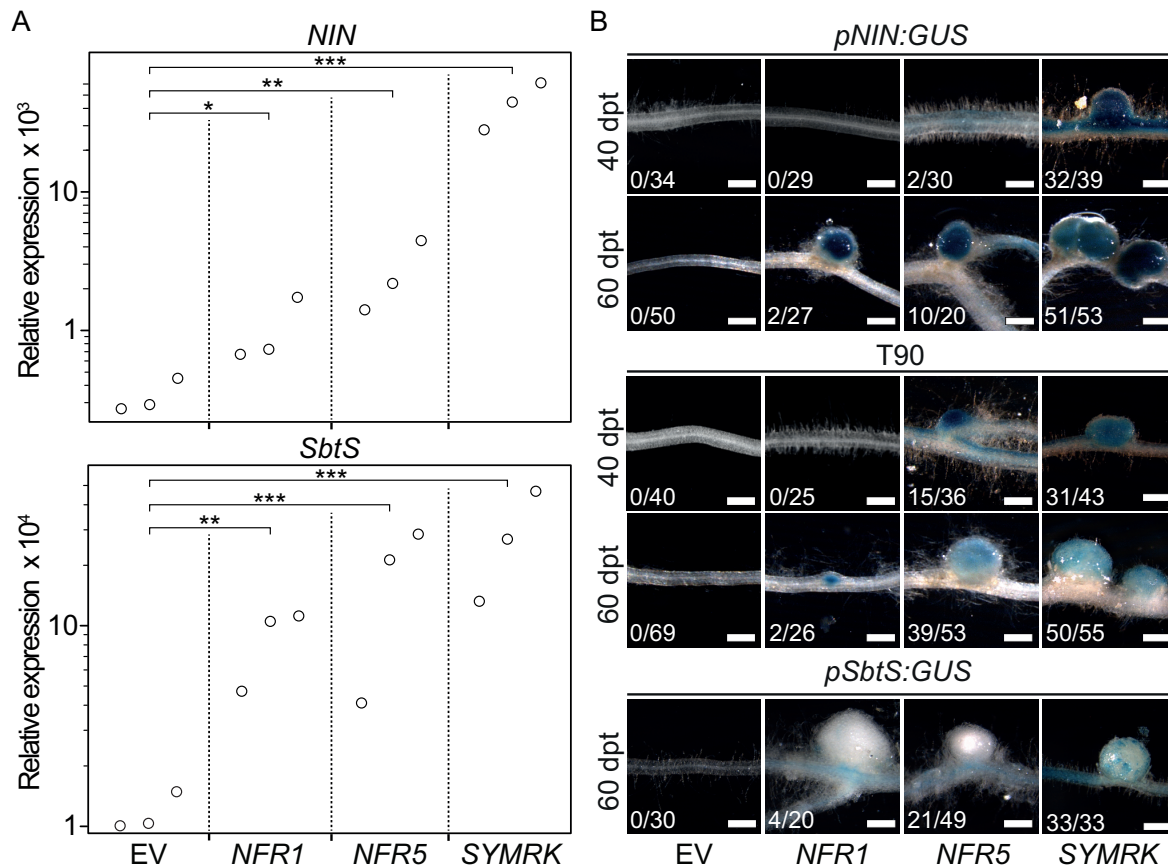 A
NIN
***
**
*
Relative expression x 10³
10
1
SbtS
***
***
**
Relative expression x 10⁴
10
1
EV NFR1 NFR5 SYMRK
B
pNIN:GUS
40 dpt
0/34 0/29 2/30 32/39
60 dpt
0/50 2/27 10/20 51/53
T90
40 dpt
0/40 0/25 15/36 31/43
60 dpt
0/69 2/26 39/53 50/55
pSbtS:GUS
60 dpt
0/30 4/20 21/49 33/33
EV NFR1 NFR5 SYMRK